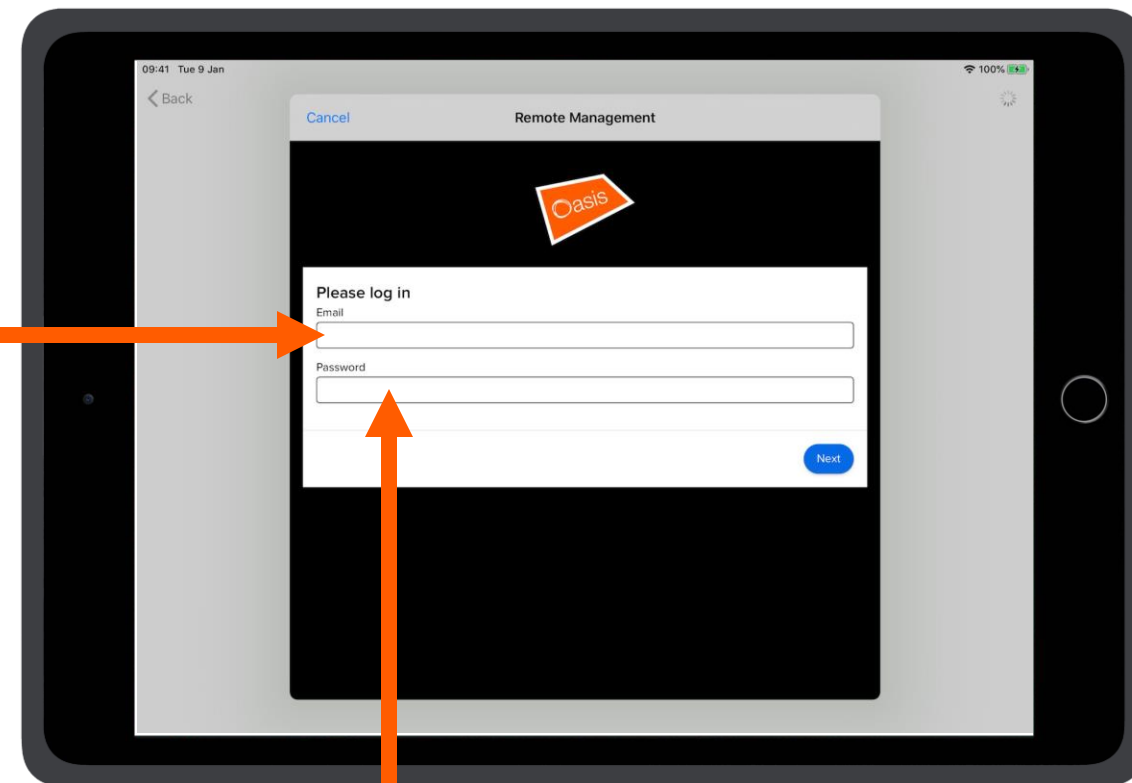 09:41 Tue 9 Jan
100%
Back
Cancel
Remote Management
Oasis
Please log in
Email
Password
Next